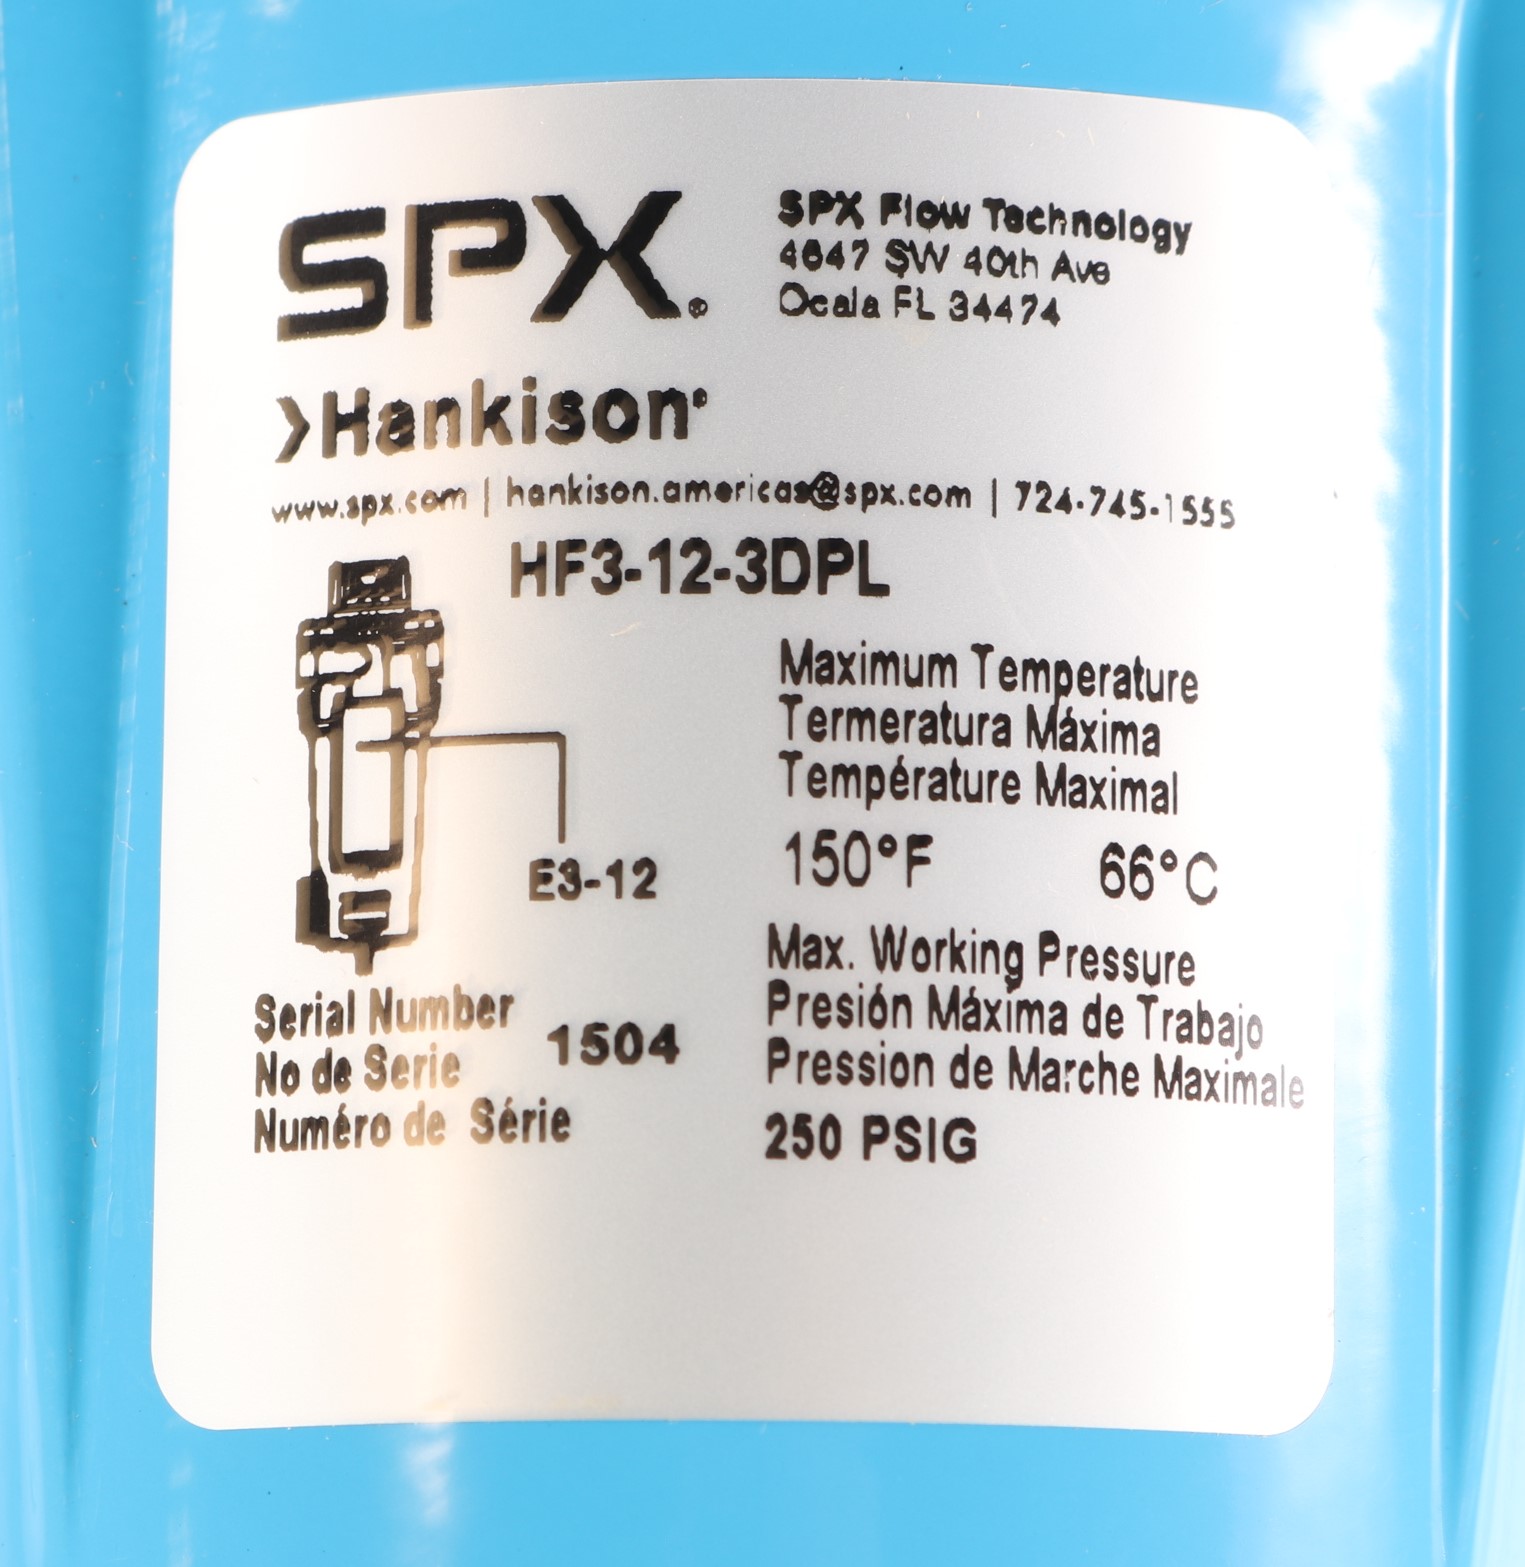 SPX®
SPX Flow Technology
4647 SW 40th Ave
Ocala FL 34474
Hankison®
www.spx.com | hankison.americas@spx.com | 724-745-1555
HF3-12-3DPL
E3-12
Maximum Temperature
Termeratura Máxima
Température Maximal
150°F 66°C
Max. Working Pressure
Presión Máxima de Trabajo
Pression de Marche Maximale
250 PSIG
Serial Number
No de Serie
Numéro de Série
1504